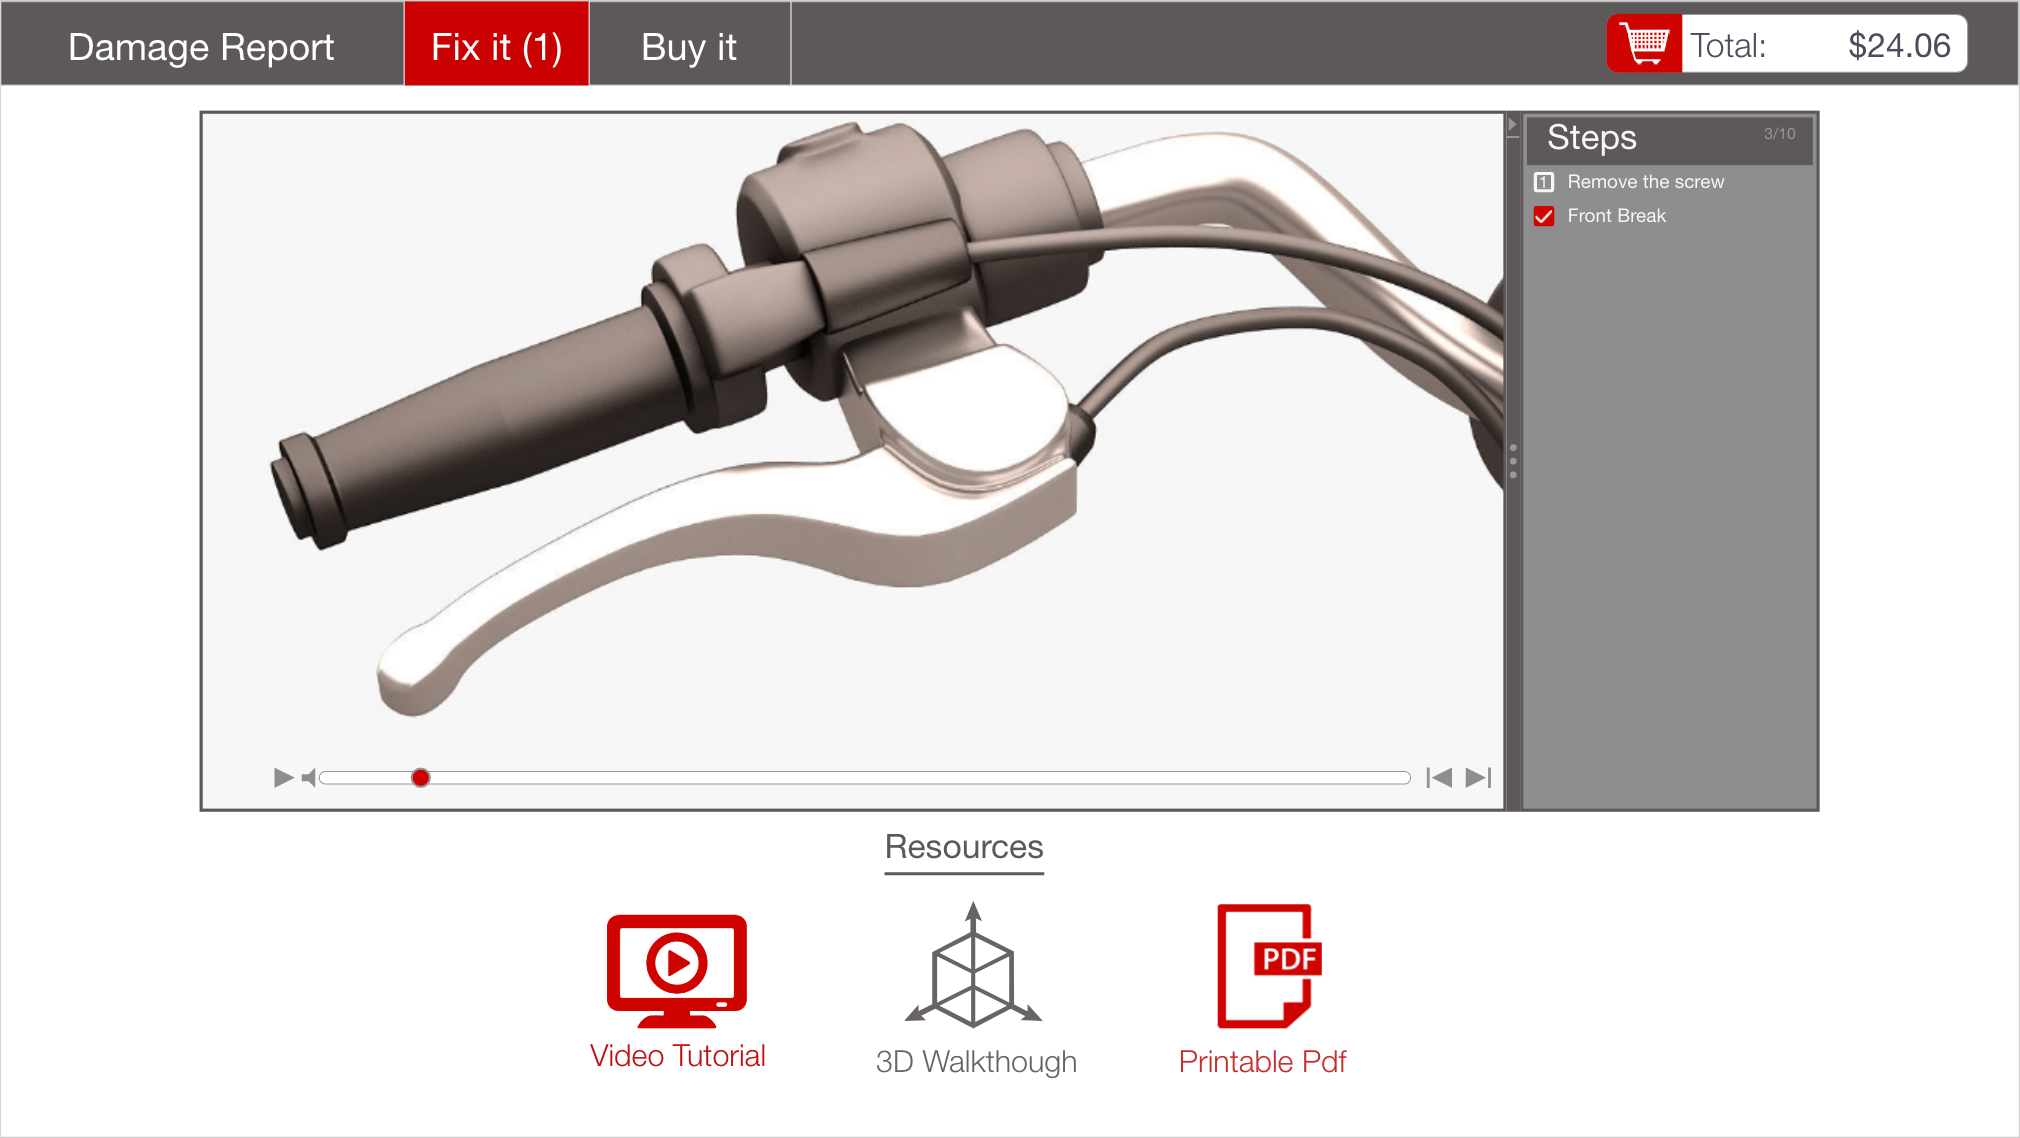 Damage Report
Fix it (1)
Buy it
Total: $24.06
Steps 3/10
1 Remove the screw
Front Break
Resources
PDF
Video Tutorial
3D Walkthough
Printable Pdf